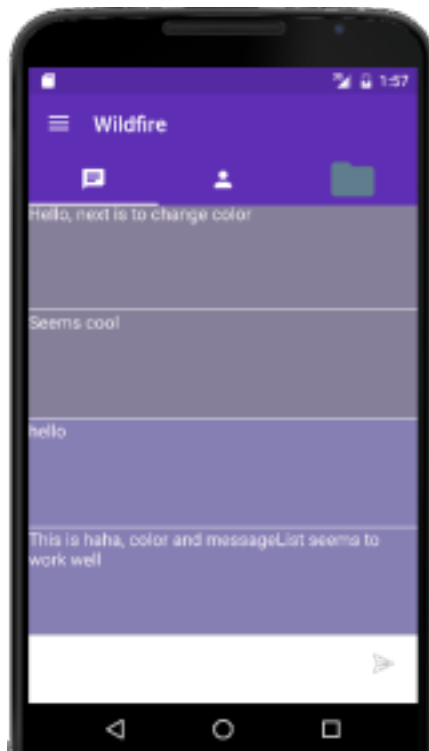 1:57
Wildfire
Hello, next is to change color
Seems cool
hello
This is haha, color and messageList seems to
work well